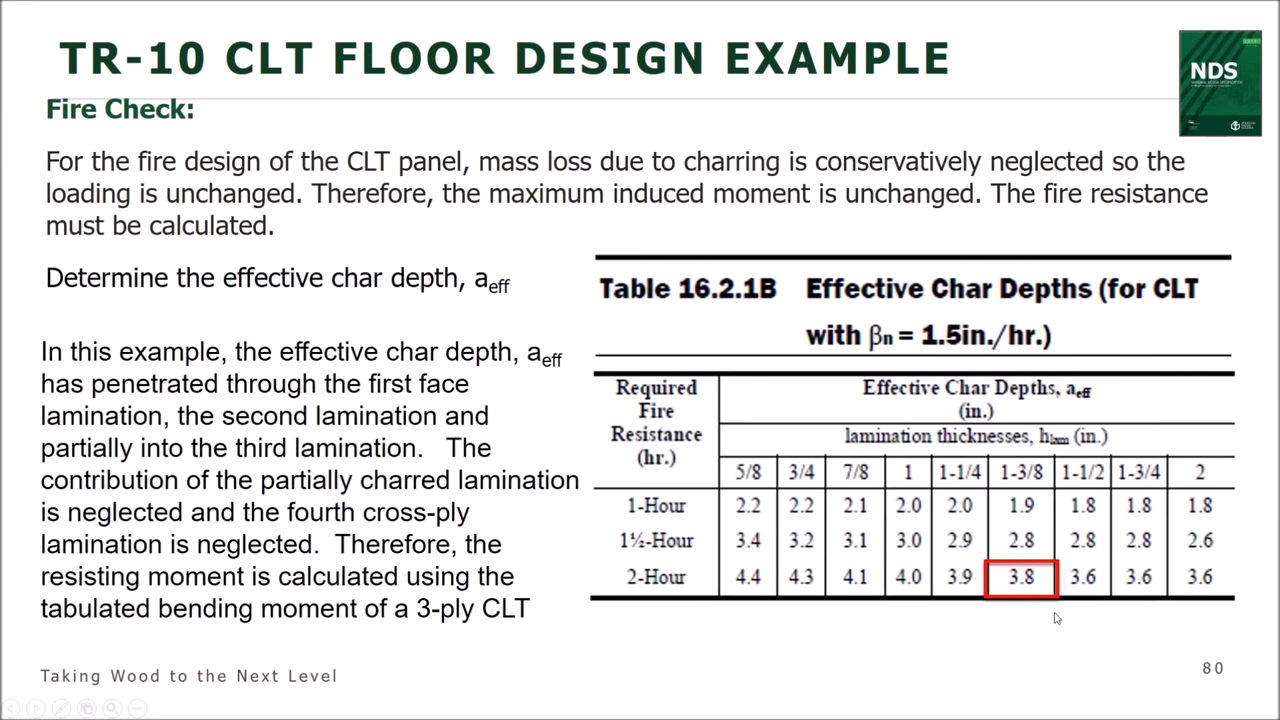 TR-10 CLT FLOOR DESIGN EXAMPLE
NDS
Fire Check:
For the fire design of the CLT panel, mass loss due to charring is conservatively neglected so the
loading is unchanged. Therefore, the maximum induced moment is unchanged. The fire resistance
must be calculated.
Determine the effective char depth, aeff
In this example, the effective char depth, aeff
has penetrated through the first face
lamination, the second lamination and
partially into the third lamination. The
contribution of the partially charred lamination
is neglected and the fourth cross-ply
lamination is neglected. Therefore, the
resisting moment is calculated using the
tabulated bending moment of a 3-ply CLT
Table 16.2.1B Effective Char Depths (for CLT
with βn = 1.5in./hr.)
Required Fire Resistance (hr.)
Effective Char Depths, aeff
(in.)
lamination thicknesses, hlam (in.)
5/8 3/4 7/8 1 1-1/4 1-3/8 1-1/2 1-3/4 2
1-Hour 2.2 2.2 2.1 2.0 2.0 1.9 1.8 1.8 1.8
1½-Hour 3.4 3.2 3.1 3.0 2.9 2.8 2.8 2.8 2.6
2-Hour 4.4 4.3 4.1 4.0 3.9 3.8 3.6 3.6 3.6
Taking Wood to the Next Level
80